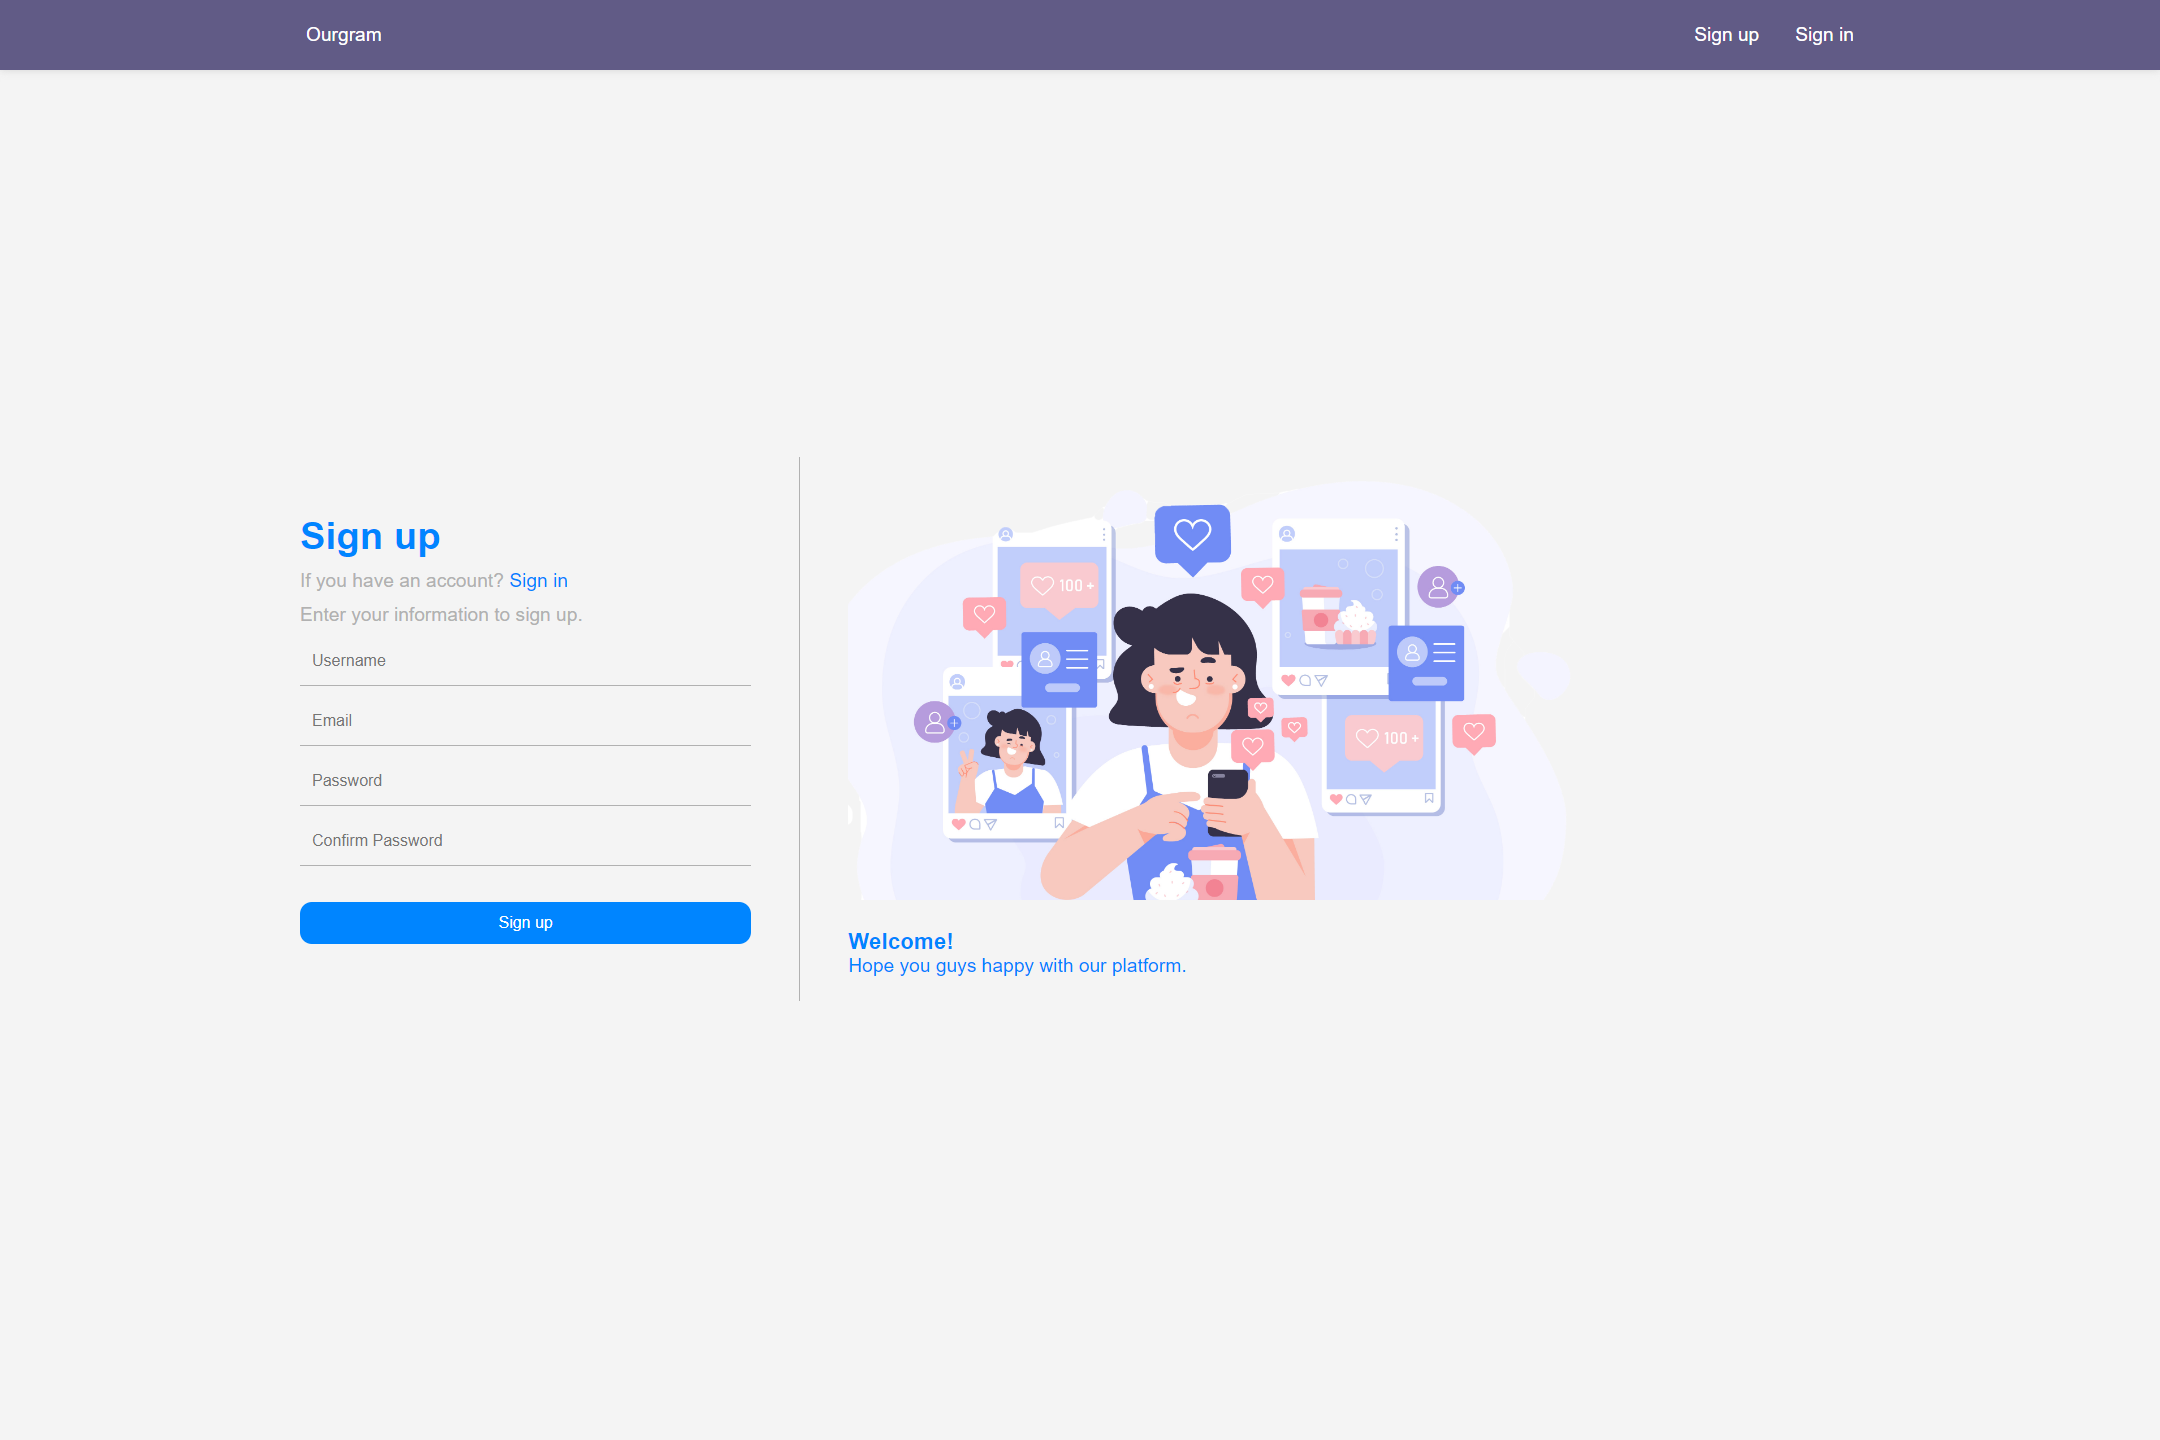 Ourgram
Sign up
Sign in
Sign up
If you have an account? Sign in
Enter your information to sign up.
Username
Email
Password
Confirm Password
Sign up
100 +
100 +
Welcome!
Hope you guys happy with our platform.